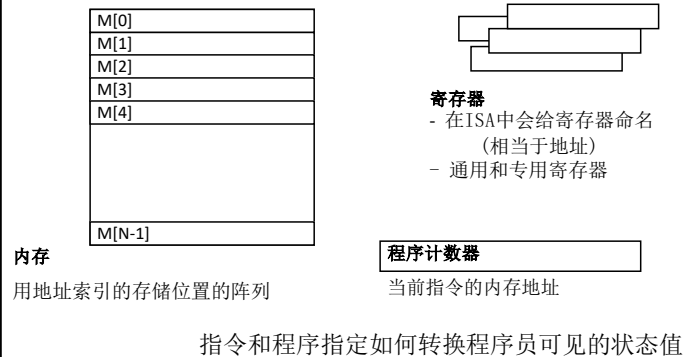 M[0]
M[1]
M[2]
M[3]
M[4]
M[N-1]
内存
用地址索引的存储位置的阵列
寄存器
- 在ISA中会给寄存器命名
(相当于地址)
– 通用和专用寄存器
程序计数器
当前指令的内存地址
指令和程序指定如何转换程序员可见的状态值